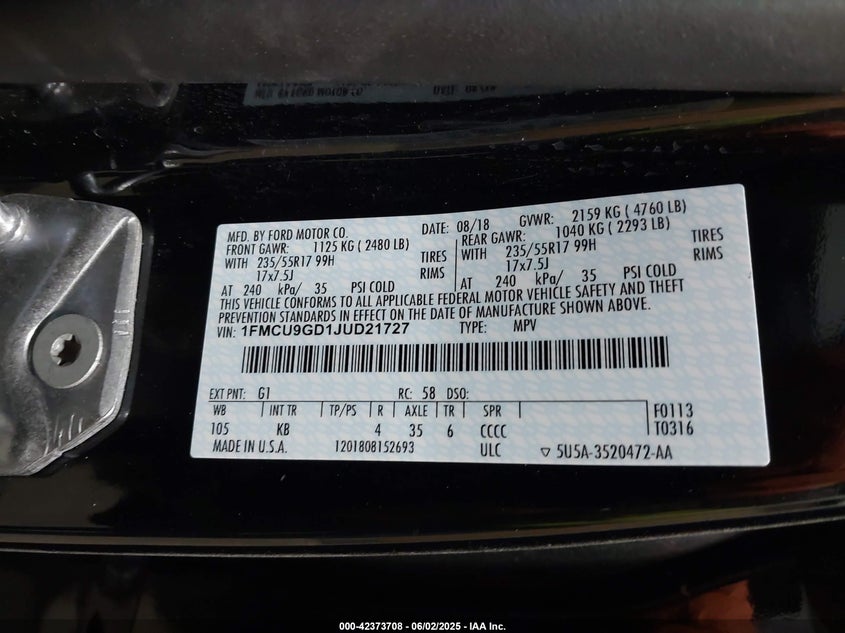 MFD. BY FORD MOTOR CO.
DATE: 08/18 GVWR: 2159 KG ( 4760 LB)
FRONT GAWR: 1125 KG ( 2480 LB)
REAR GAWR: 1040 KG ( 2293 LB)
WITH 235/55R17 99H TIRES
WITH 235/55R17 99H TIRES
17x7.5J RIMS
17x7.5J RIMS
AT 240 kPa/ 35 PSI COLD
AT 240 kPa/ 35 PSI COLD
THIS VEHICLE CONFORMS TO ALL APPLICABLE FEDERAL MOTOR VEHICLE SAFETY AND THEFT
PREVENTION STANDARDS IN EFFECT ON THE DATE OF MANUFACTURE SHOWN ABOVE.
VIN: 1FMCU9GD1JUD21727 TYPE: MPV
EXT PNT: G1 RC: 58 DSO:
WB INT TR TP/PS R AXLE TR SPR F0113
105 KB 4 35 6 CCCC T0316
MADE IN U.S.A. 1201808152693 ULC ▽ 5U5A-3520472-AA
000-42373708 - 06/02/2025 - IAA Inc.